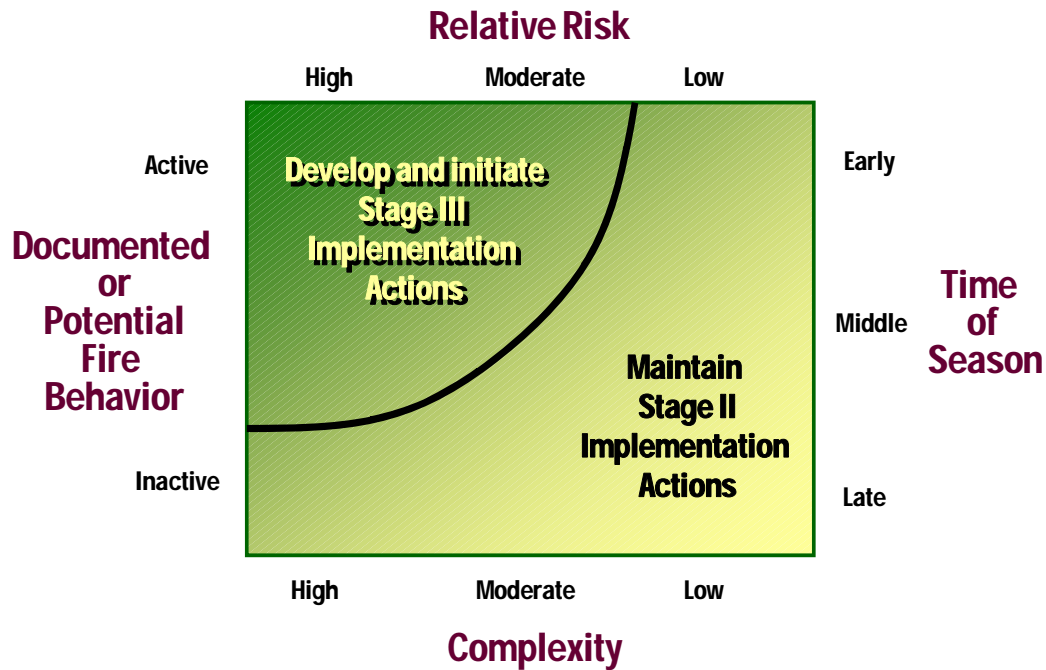 Relative Risk
High Moderate Low
Active
Develop and initiate
Stage III
Implementation
Actions
Early
Documented
or
Potential
Fire
Behavior
Time
of
Season
Middle
Maintain
Stage II
Implementation
Actions
Inactive
Late
High Moderate Low
Complexity